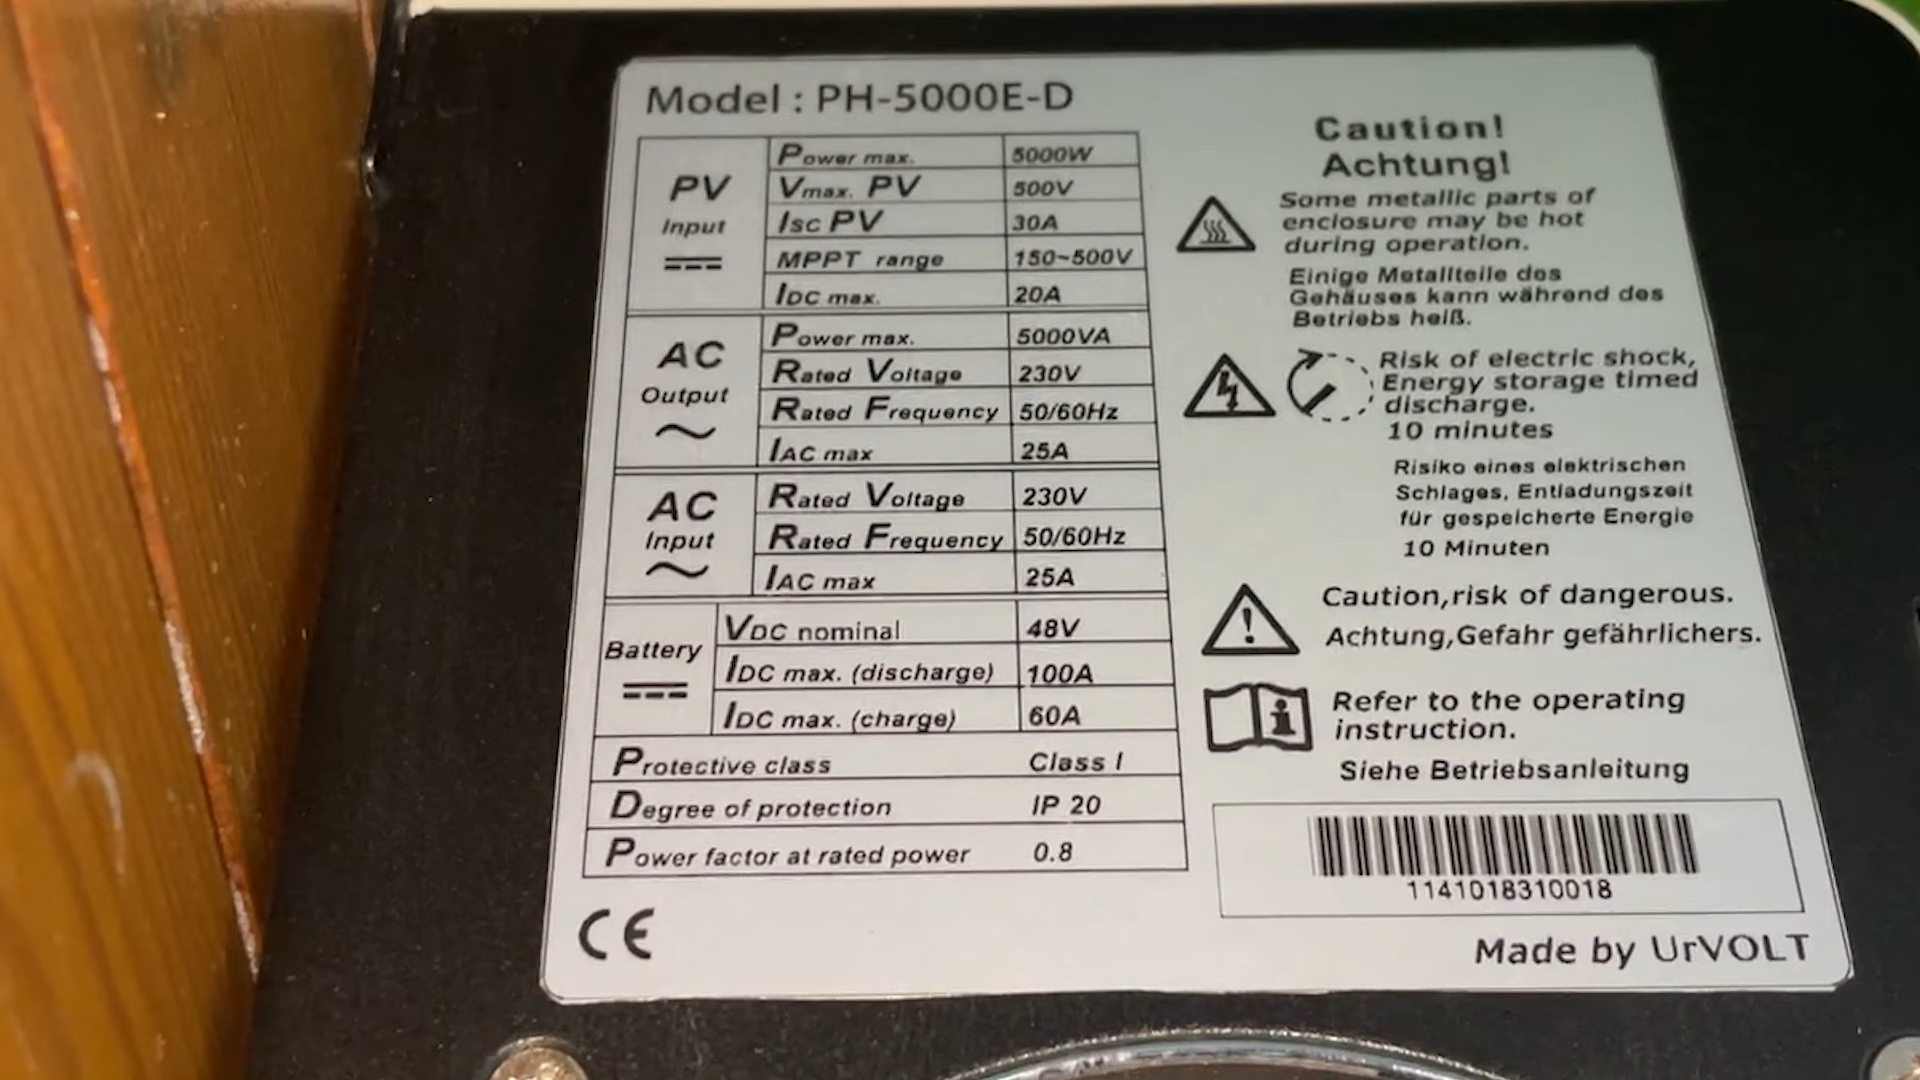 Model : PH-5000E-D
PV Input
Power max. 5000W
Vmax. PV 500V
Isc PV 30A
MPPT range 150~500V
IDC max. 20A
AC Output
Power max. 5000VA
Rated Voltage 230V
Rated Frequency 50/60Hz
IAC max 25A
AC Input
Rated Voltage 230V
Rated Frequency 50/60Hz
IAC max 25A
Battery
VDC nominal 48V
IDC max. (discharge) 100A
IDC max. (charge) 60A
Protective class Class I
Degree of protection IP 20
Power factor at rated power 0.8
CE
Caution!
Achtung!
Some metallic parts of
enclosure may be hot
during operation.
Einige Metallteile des
Gehäuses kann während des
Betriebs heiß.
Risk of electric shock,
Energy storage timed
discharge.
10 minutes
Risiko eines elektrischen
Schlages, Entladungszeit
für gespeicherte Energie
10 Minuten
Caution,risk of dangerous.
Achtung,Gefahr gefährlichers.
Refer to the operating
instruction.
Siehe Betriebsanleitung
1141018310018
Made by UrVOLT